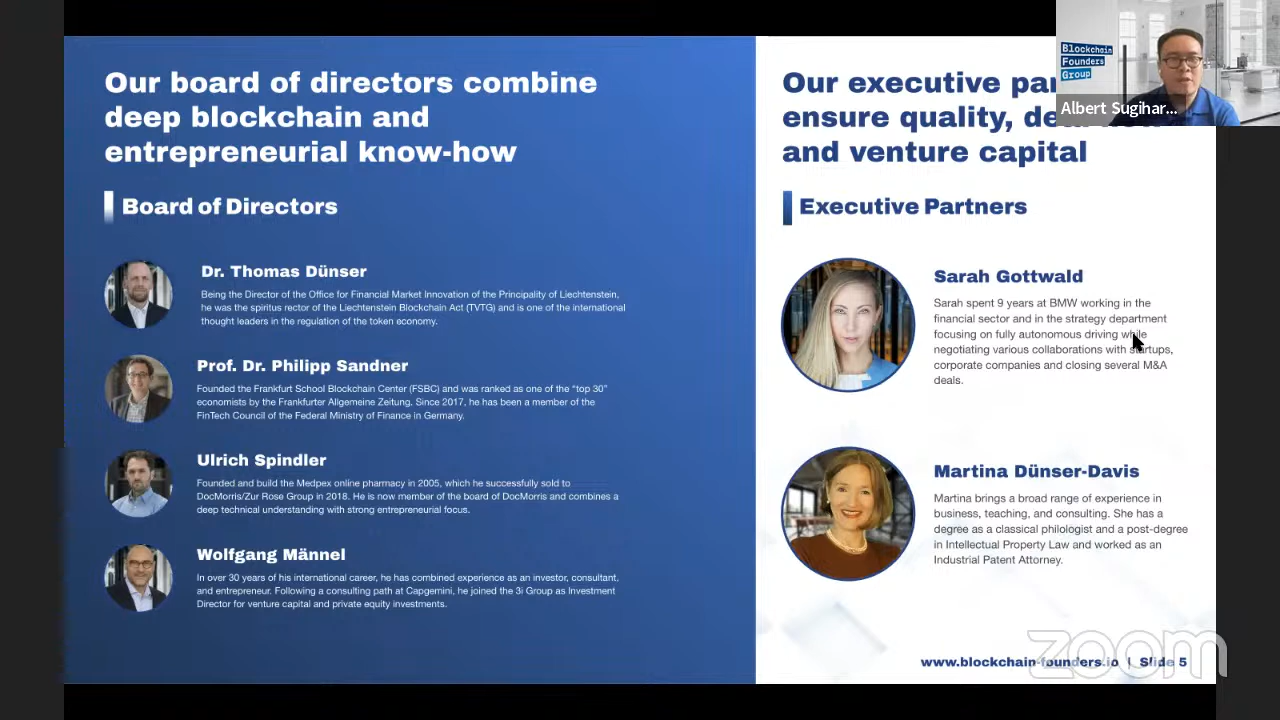 Our board of directors combine
deep blockchain and
entrepreneurial know-how
Board of Directors
Dr. Thomas Dünser
Being the Director of the Office for Financial Market Innovation of the Principality of Liechtenstein,
he was the spiritus rector of the Liechtenstein Blockchain Act (TVTG) and is one of the international
thought leaders in the regulation of the token economy.
Prof. Dr. Philipp Sandner
Founded the Frankfurt School Blockchain Center (FSBC) and was ranked as one of the “top 30”
economists by the Frankfurter Allgemeine Zeitung. Since 2017, he has been a member of the
FinTech Council of the Federal Ministry of Finance in Germany.
Ulrich Spindler
Founded and build the Medpex online pharmacy in 2005, which he successfully sold to
DocMorris/Zur Rose Group in 2018. He is now member of the board of DocMorris and combines a
deep technical understanding with strong entrepreneurial focus.
Wolfgang Männel
In over 30 years of his international career, he has combined experience as an investor, consultant,
and entrepreneur. Following a consulting path at Capgemini, he joined the 3i Group as Investment
Director for venture capital and private equity investments.
Our executive
ensure quality,
and venture capital
Executive Partners
Sarah Gottwald
Sarah spent 9 years at BMW working in the
financial sector and in the strategy department
focusing on fully autonomous driving while
negotiating various collaborations with startups,
corporate companies and closing several M&A
deals.
Martina Dünser-Davis
Martina brings a broad range of experience in
business, teaching, and consulting. She has a
degree as a classical philologist and a post-degree
in Intellectual Property Law and worked as an
Industrial Patent Attorney.
www.blockchain-founders.io | Slide 5
zoom
Blockchain
Founders
Group
Albert Sugihar...